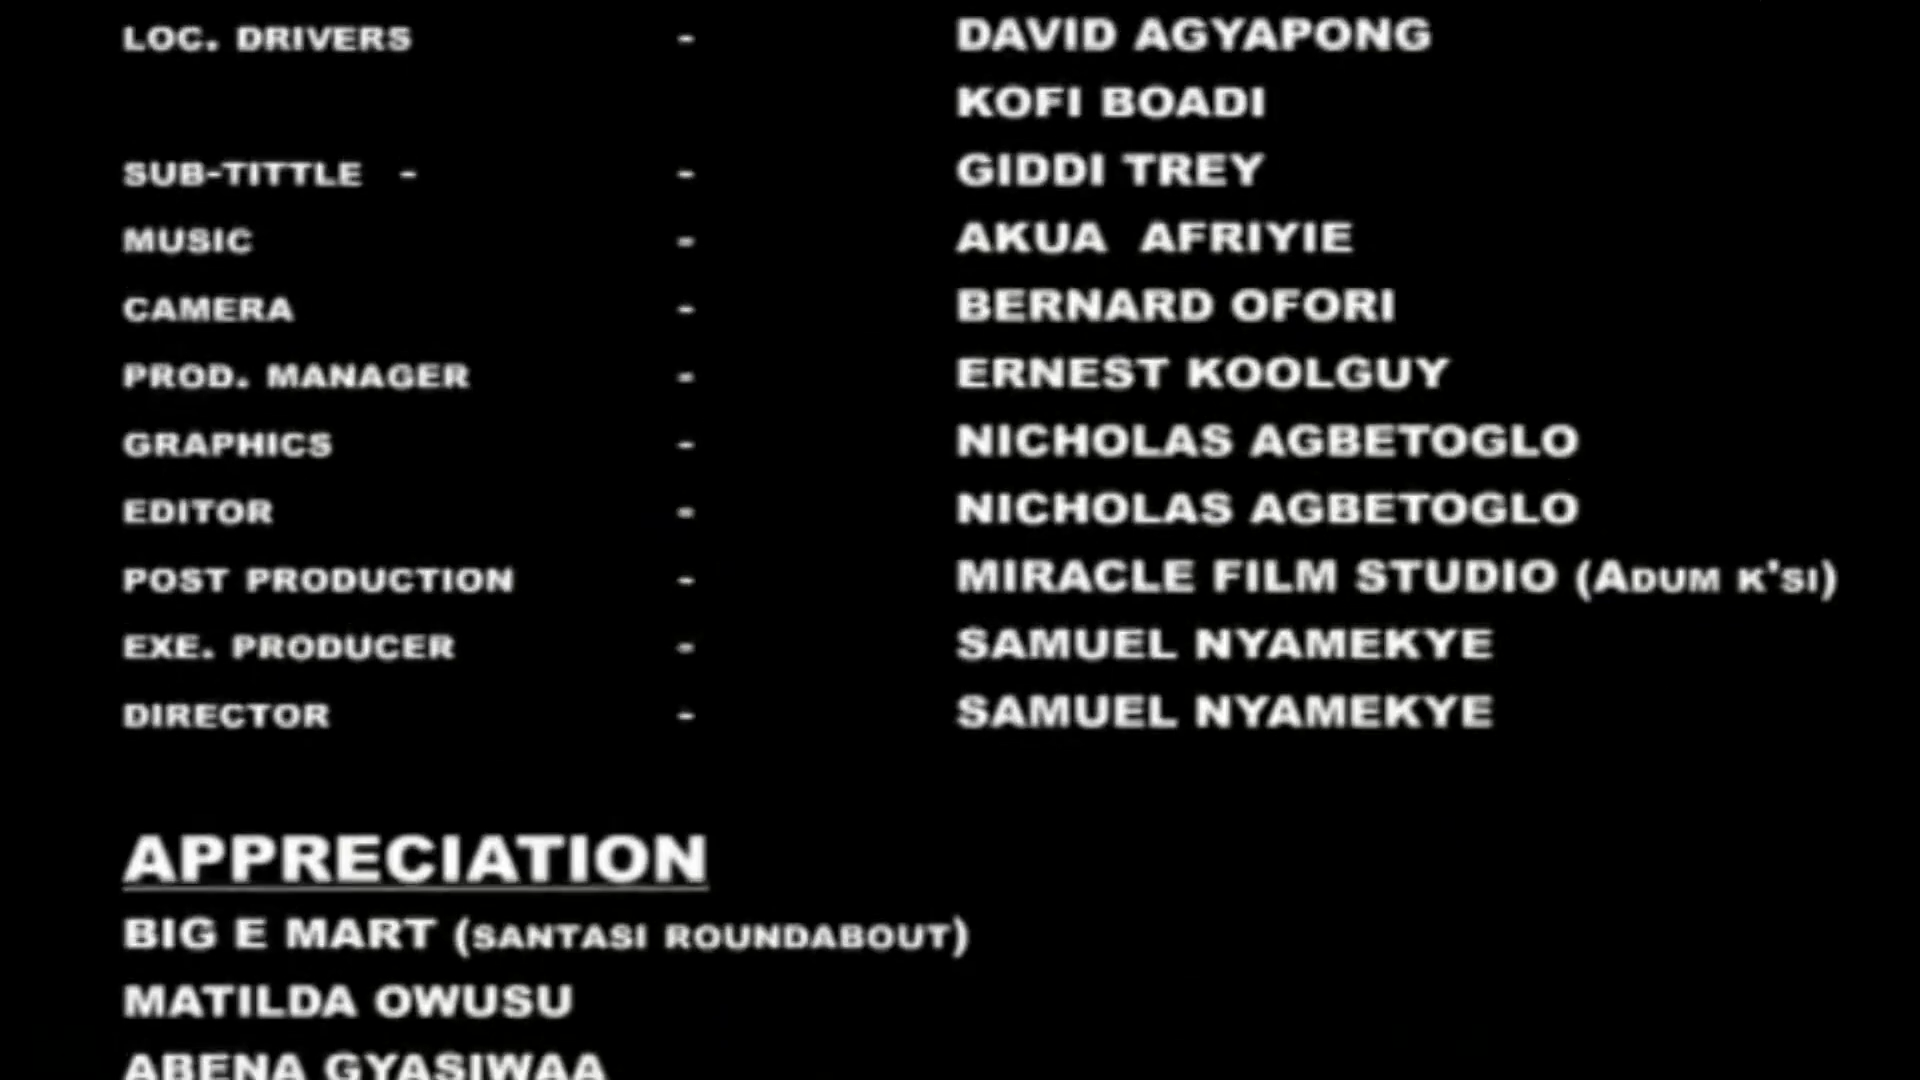 LOC. DRIVERS - DAVID AGYAPONG
KOFI BOADI
SUB-TITTLE - - GIDDI TREY
MUSIC - AKUA AFRIYIE
CAMERA - BERNARD OFORI
PROD. MANAGER - ERNEST KOOLGUY
GRAPHICS - NICHOLAS AGBETOGLO
EDITOR - NICHOLAS AGBETOGLO
POST PRODUCTION - MIRACLE FILM STUDIO (ADUM K'SI)
EXE. PRODUCER - SAMUEL NYAMEKYE
DIRECTOR - SAMUEL NYAMEKYE
APPRECIATION
BIG E MART (SANTASI ROUNDABOUT)
MATILDA OWUSU
ABENA GYASIWAA